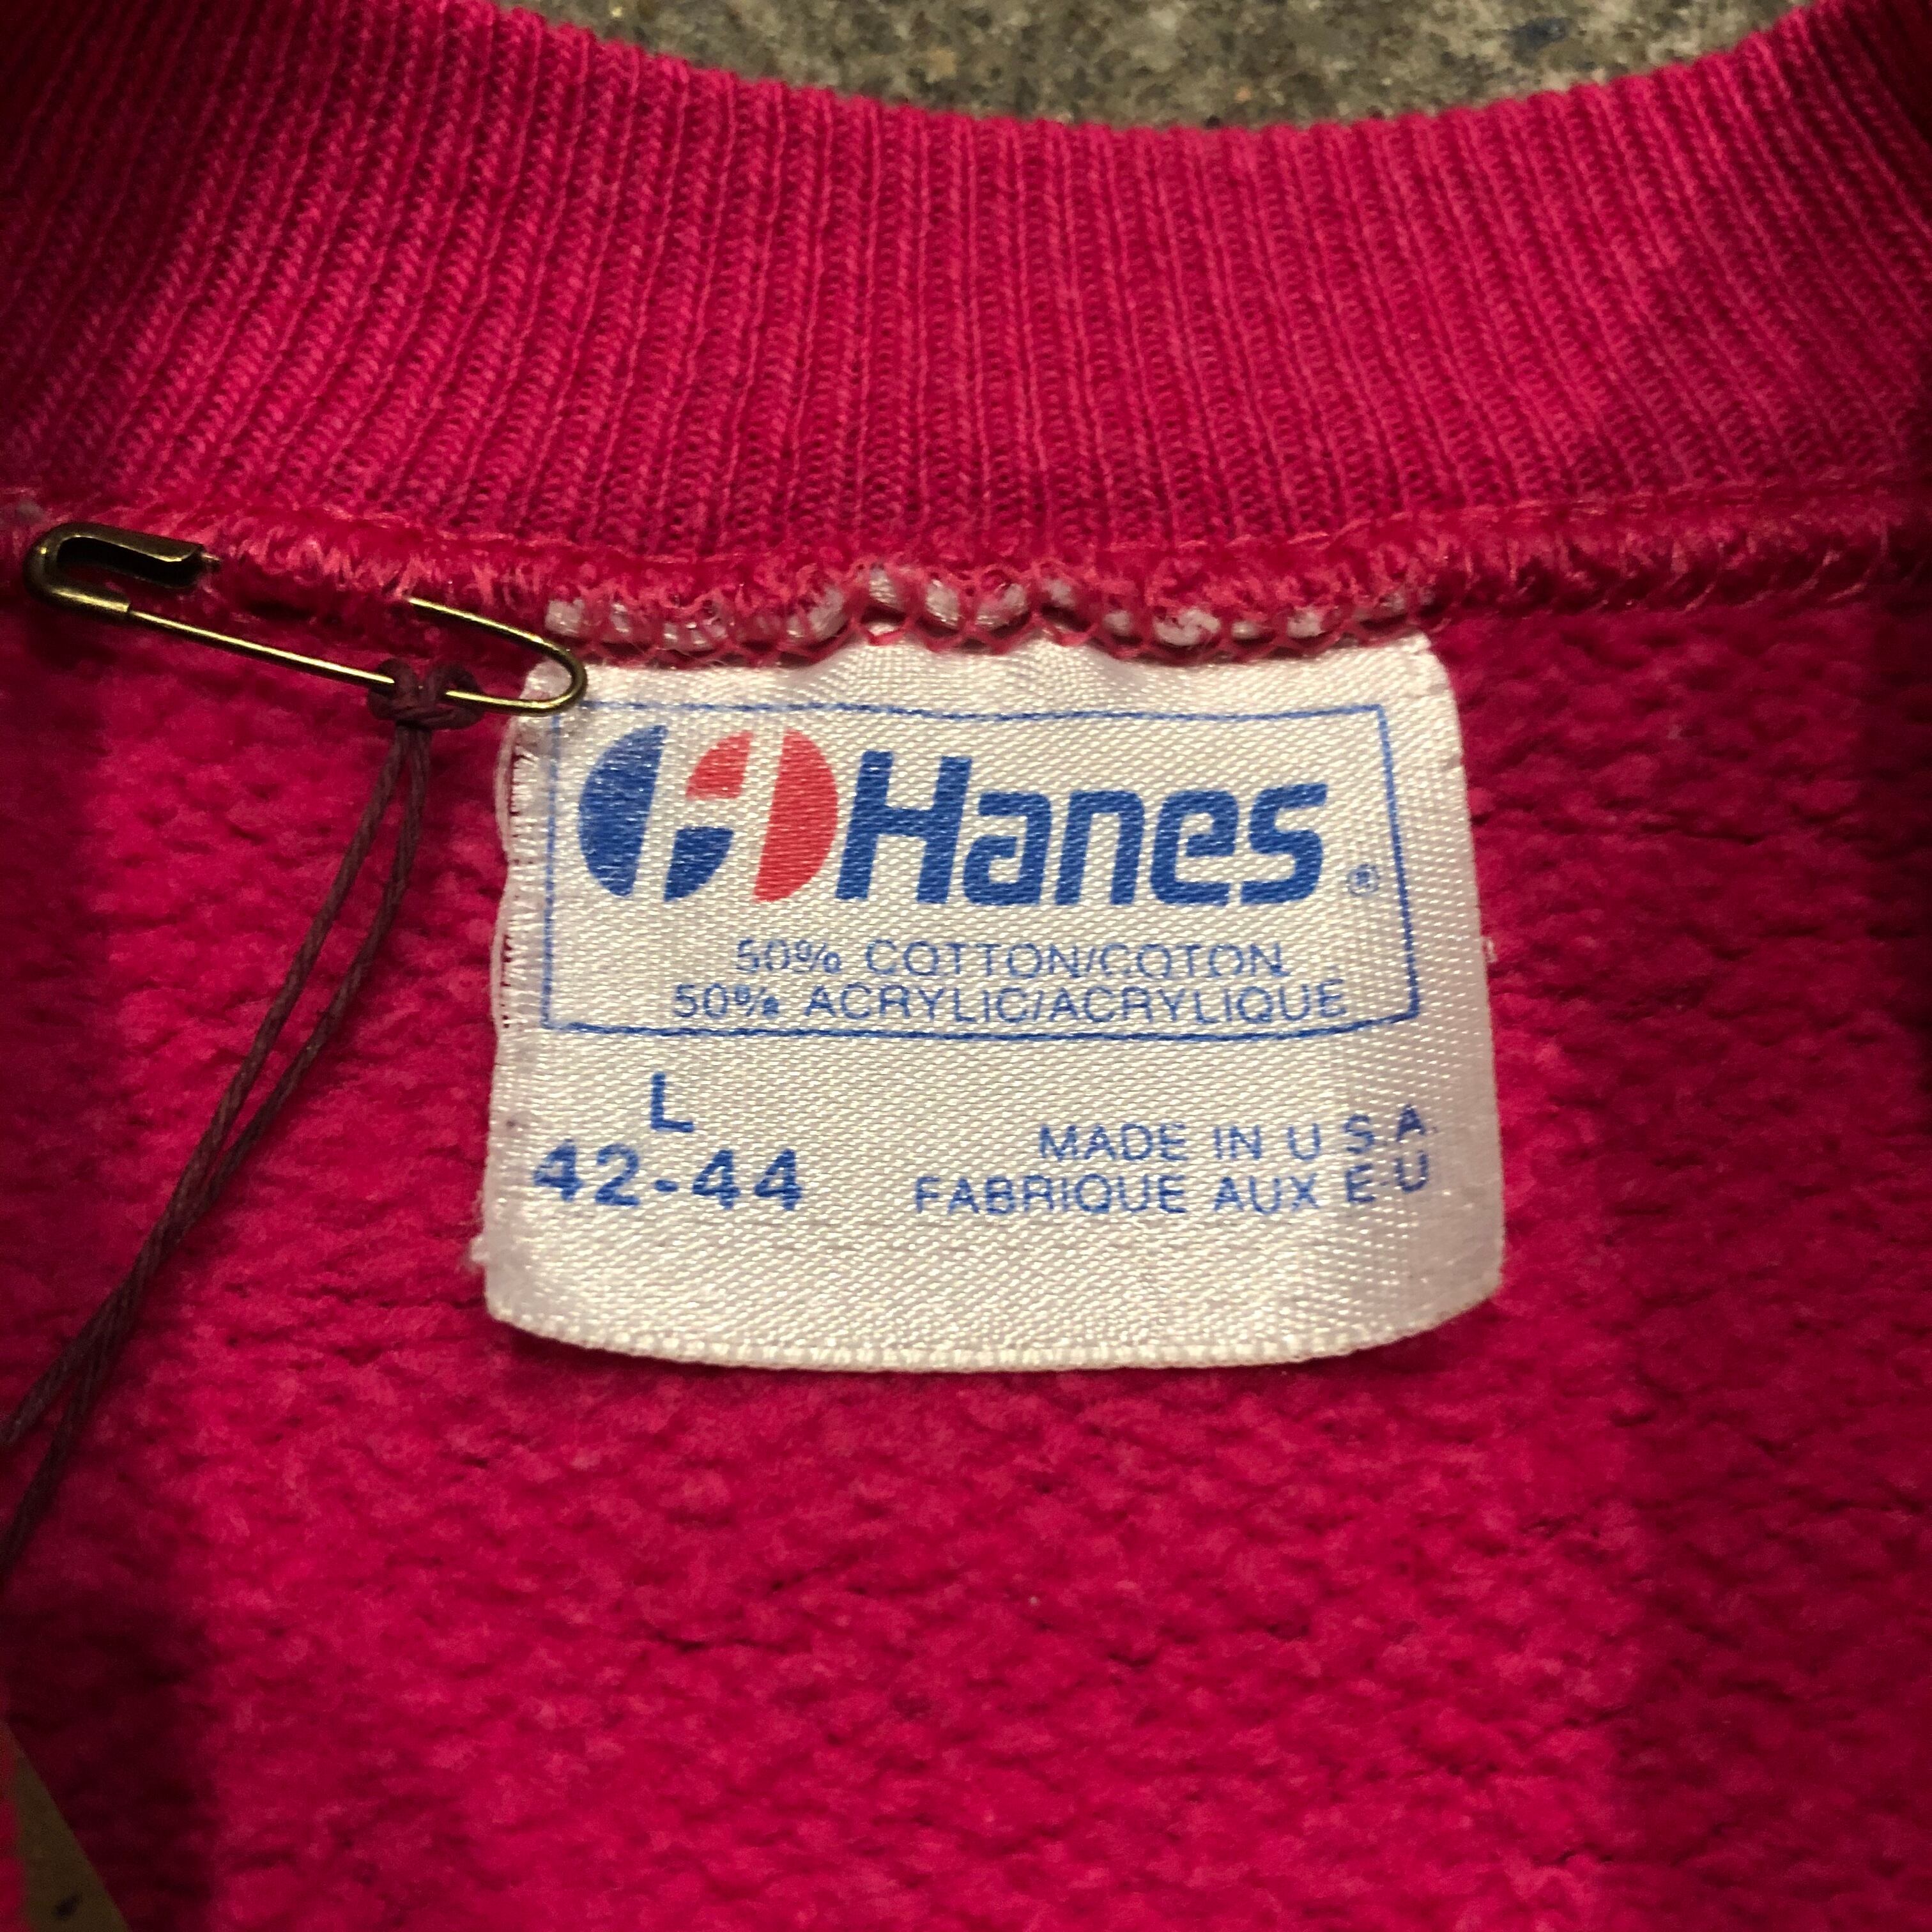 Hanes®
50% COTTON/COTON
50% ACRYLIC/ACRYLIQUE
L
42-44
MADE IN U.S.A.
FABRIQUE AUX E-U